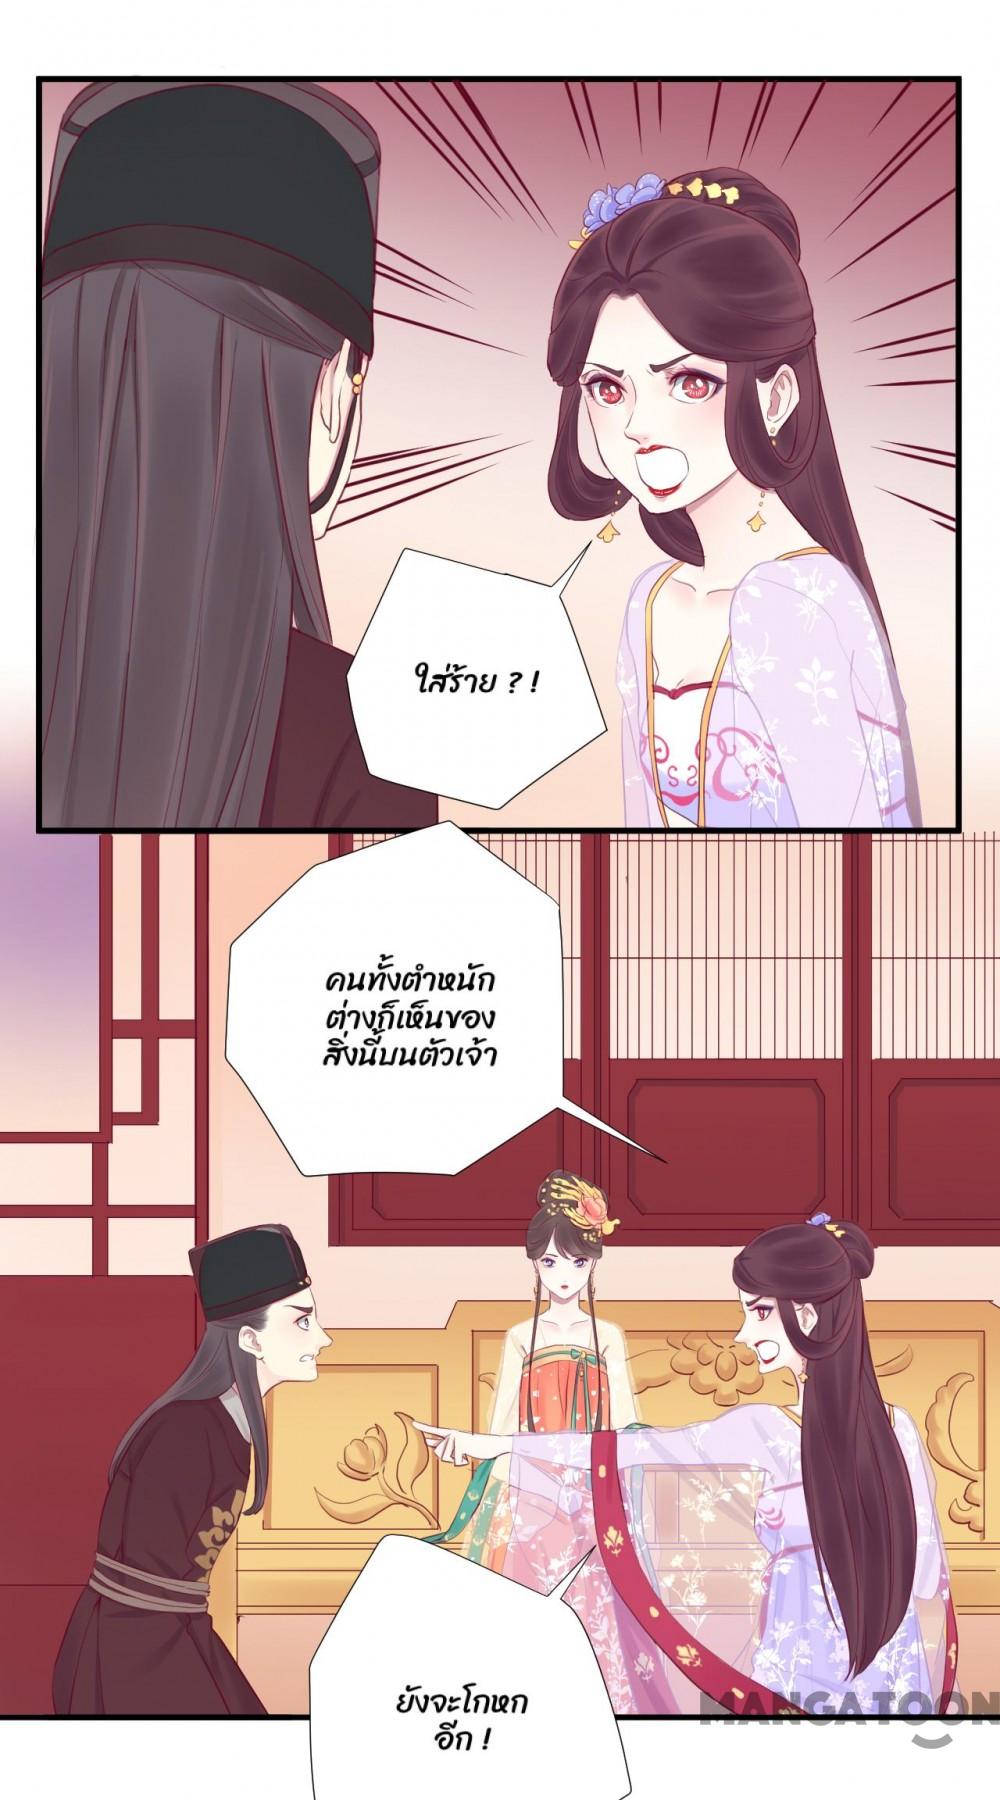 ใส่ร้าย ?!
คนทั้งตำหนัก
ต่างก็เห็นของ
สิ่งนี้บนตัวเจ้า
ยังจะโกหก
อีก !
MANGATOON